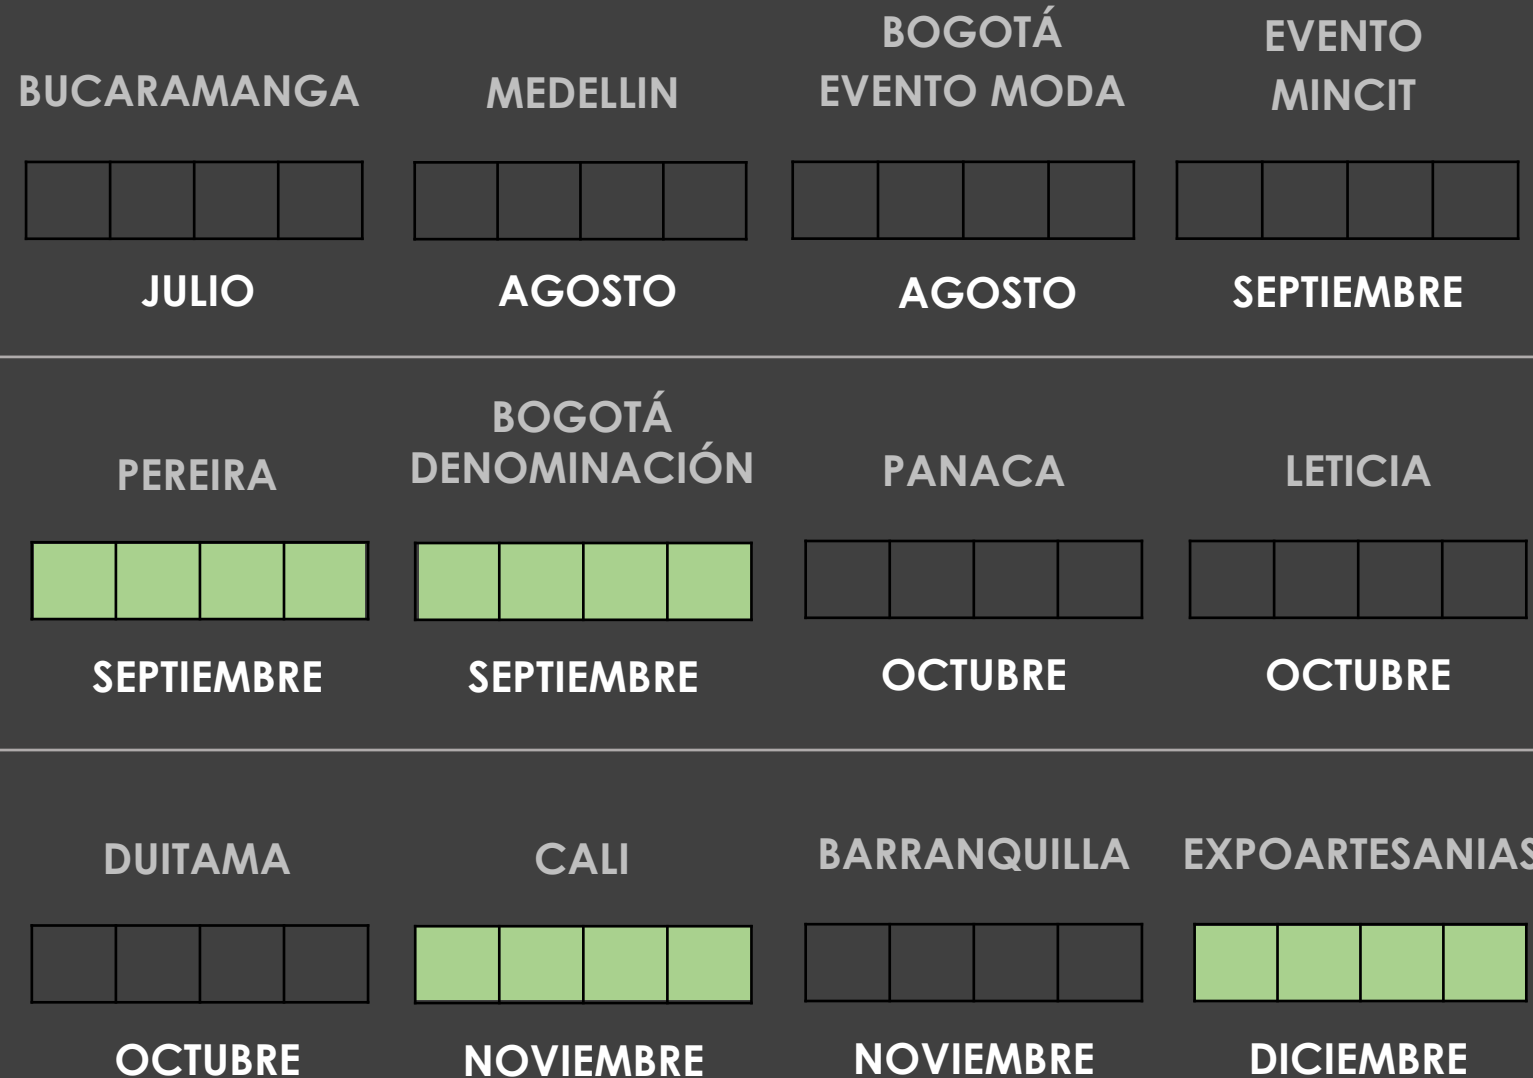 BUCARAMANGA
MEDELLIN
BOGOTÁ
EVENTO MODA
EVENTO
MINCIT
JULIO
AGOSTO
AGOSTO
SEPTIEMBRE
PEREIRA
BOGOTÁ
DENOMINACIÓN
PANACA
LETICIA
SEPTIEMBRE
SEPTIEMBRE
OCTUBRE
OCTUBRE
DUITAMA
CALI
BARRANQUILLA
EXPOARTESANIAS
OCTUBRE
NOVIEMBRE
NOVIEMBRE
DICIEMBRE